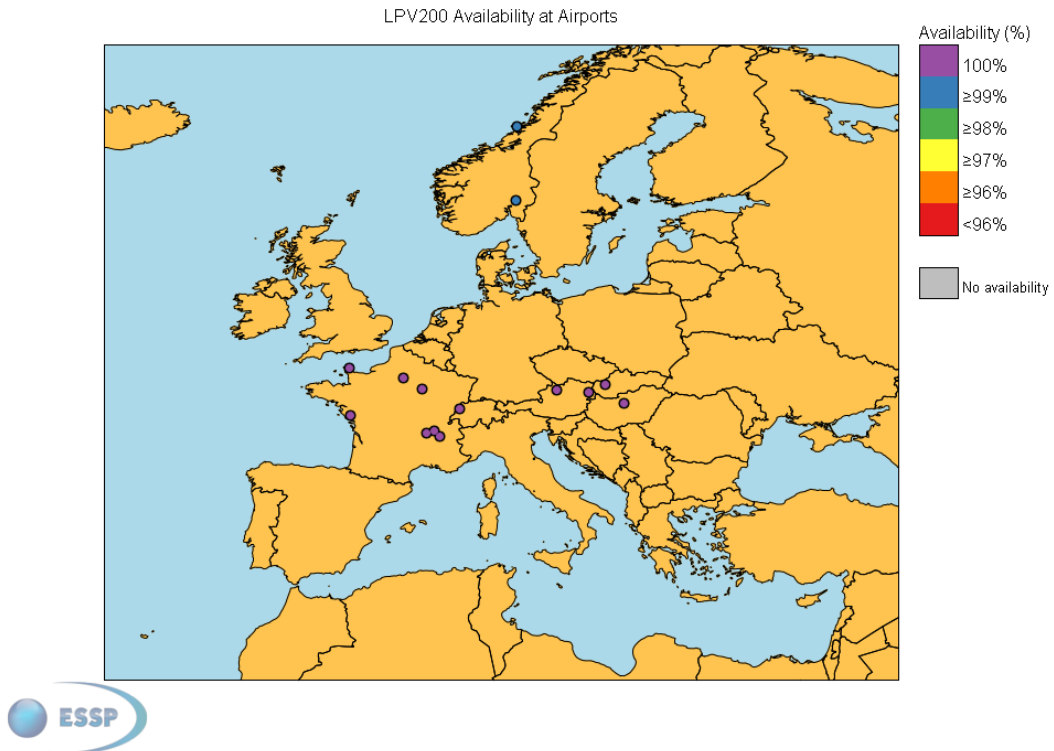 LPV200 Availability at Airports
Availability (%)
100%
≥99%
≥98%
≥97%
≥96%
<96%
No availability
ESSP